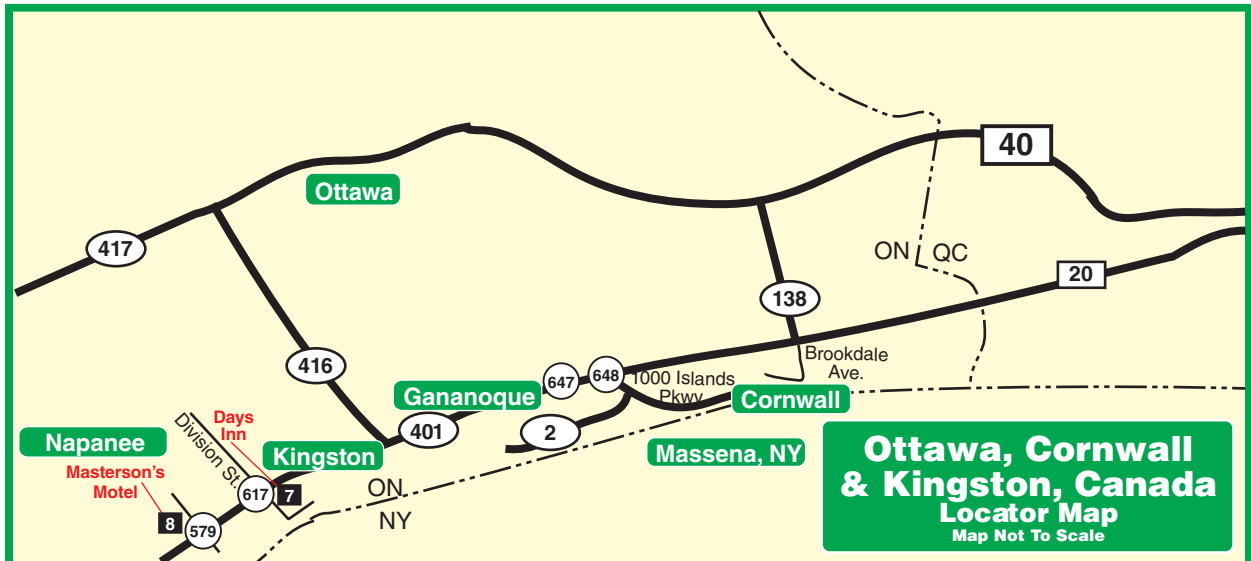 40
Ottawa
417
ON
QC
20
138
416
Brookdale
Ave.
647
648
1000 Islands
Pkwy
Gananoque
Cornwall
401
2
Days
Inn
Division St.
Napanee
Kingston
Massena, NY
Masterson's
Motel
617
7
ON
NY
8
579
Ottawa, Cornwall
& Kingston, Canada
Locator Map
Map Not To Scale